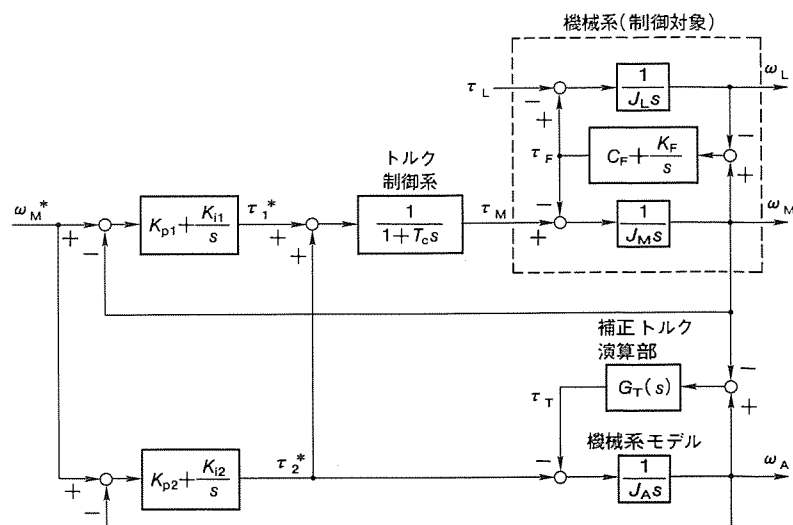 機械系(制御対象)
τL
−
+
1
JLs
ωL
τF
CF+
KF
s
−
+
トルク
制御系
ωM*
+
−
Kp1+
Ki1
s
τ1*
+
+
1
1+Tcs
τM
−
+
1
JMs
ωM
補正トルク
演算部
−
+
τT
GT(s)
機械系モデル
+
−
Kp2+
Ki2
s
τ2*
−
1
JAs
ωA